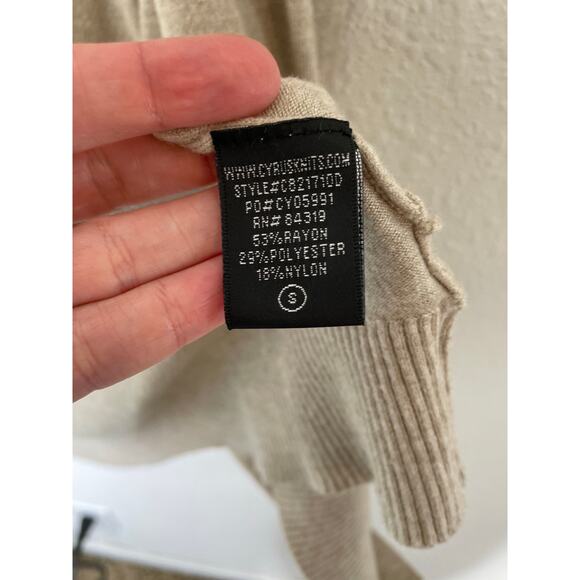 WWW.CYRUSKNITS.COM
STYLE#C821710D
PO#CY05991
RN#84319
53%RAYON
29%POLYESTER
18%NYLON
S